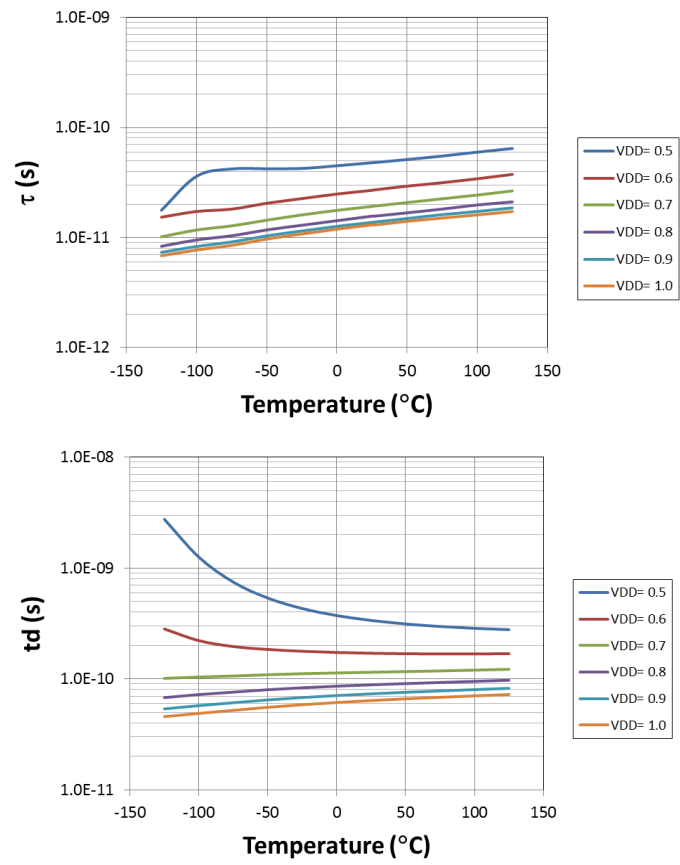 1.0E-09
1.0E-10
1.0E-11
1.0E-12
τ (s)
-150 -100 -50 0 50 100 150
Temperature (°C)
VDD= 0.5
VDD= 0.6
VDD= 0.7
VDD= 0.8
VDD= 0.9
VDD= 1.0
1.0E-08
1.0E-09
1.0E-10
1.0E-11
td (s)
-150 -100 -50 0 50 100 150
Temperature (°C)
VDD= 0.5
VDD= 0.6
VDD= 0.7
VDD= 0.8
VDD= 0.9
VDD= 1.0